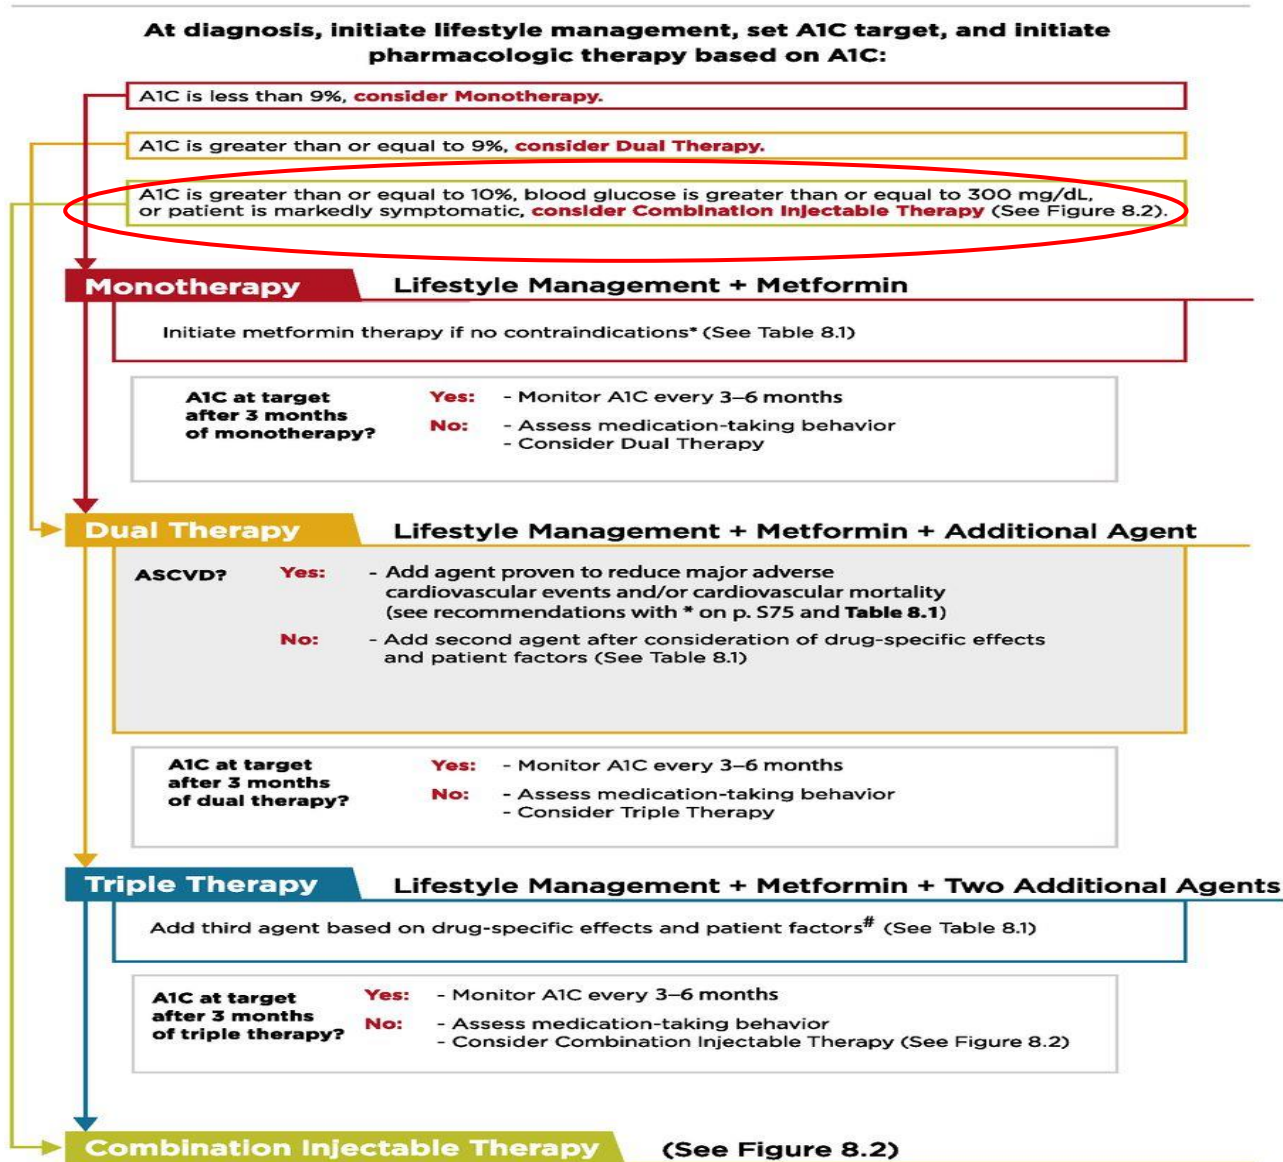 At diagnosis, initiate lifestyle management, set A1C target, and initiate
pharmacologic therapy based on A1C:
A1C is less than 9%, consider Monotherapy.
A1C is greater than or equal to 9%, consider Dual Therapy.
A1C is greater than or equal to 10%, blood glucose is greater than or equal to 300 mg/dL,
or patient is markedly symptomatic, consider Combination Injectable Therapy (See Figure 8.2).
Monotherapy Lifestyle Management + Metformin
Initiate metformin therapy if no contraindications* (See Table 8.1)
A1C at target
after 3 months
of monotherapy?
Yes: - Monitor A1C every 3–6 months
No: - Assess medication-taking behavior
- Consider Dual Therapy
Dual Therapy Lifestyle Management + Metformin + Additional Agent
ASCVD? Yes: - Add agent proven to reduce major adverse
cardiovascular events and/or cardiovascular mortality
(see recommendations with * on p. S75 and Table 8.1)
No: - Add second agent after consideration of drug-specific effects
and patient factors (See Table 8.1)
A1C at target
after 3 months
of dual therapy?
Yes: - Monitor A1C every 3–6 months
No: - Assess medication-taking behavior
- Consider Triple Therapy
Triple Therapy Lifestyle Management + Metformin + Two Additional Agents
Add third agent based on drug-specific effects and patient factors# (See Table 8.1)
A1C at target
after 3 months
of triple therapy?
Yes: - Monitor A1C every 3–6 months
No: - Assess medication-taking behavior
- Consider Combination Injectable Therapy (See Figure 8.2)
Combination Injectable Therapy (See Figure 8.2)